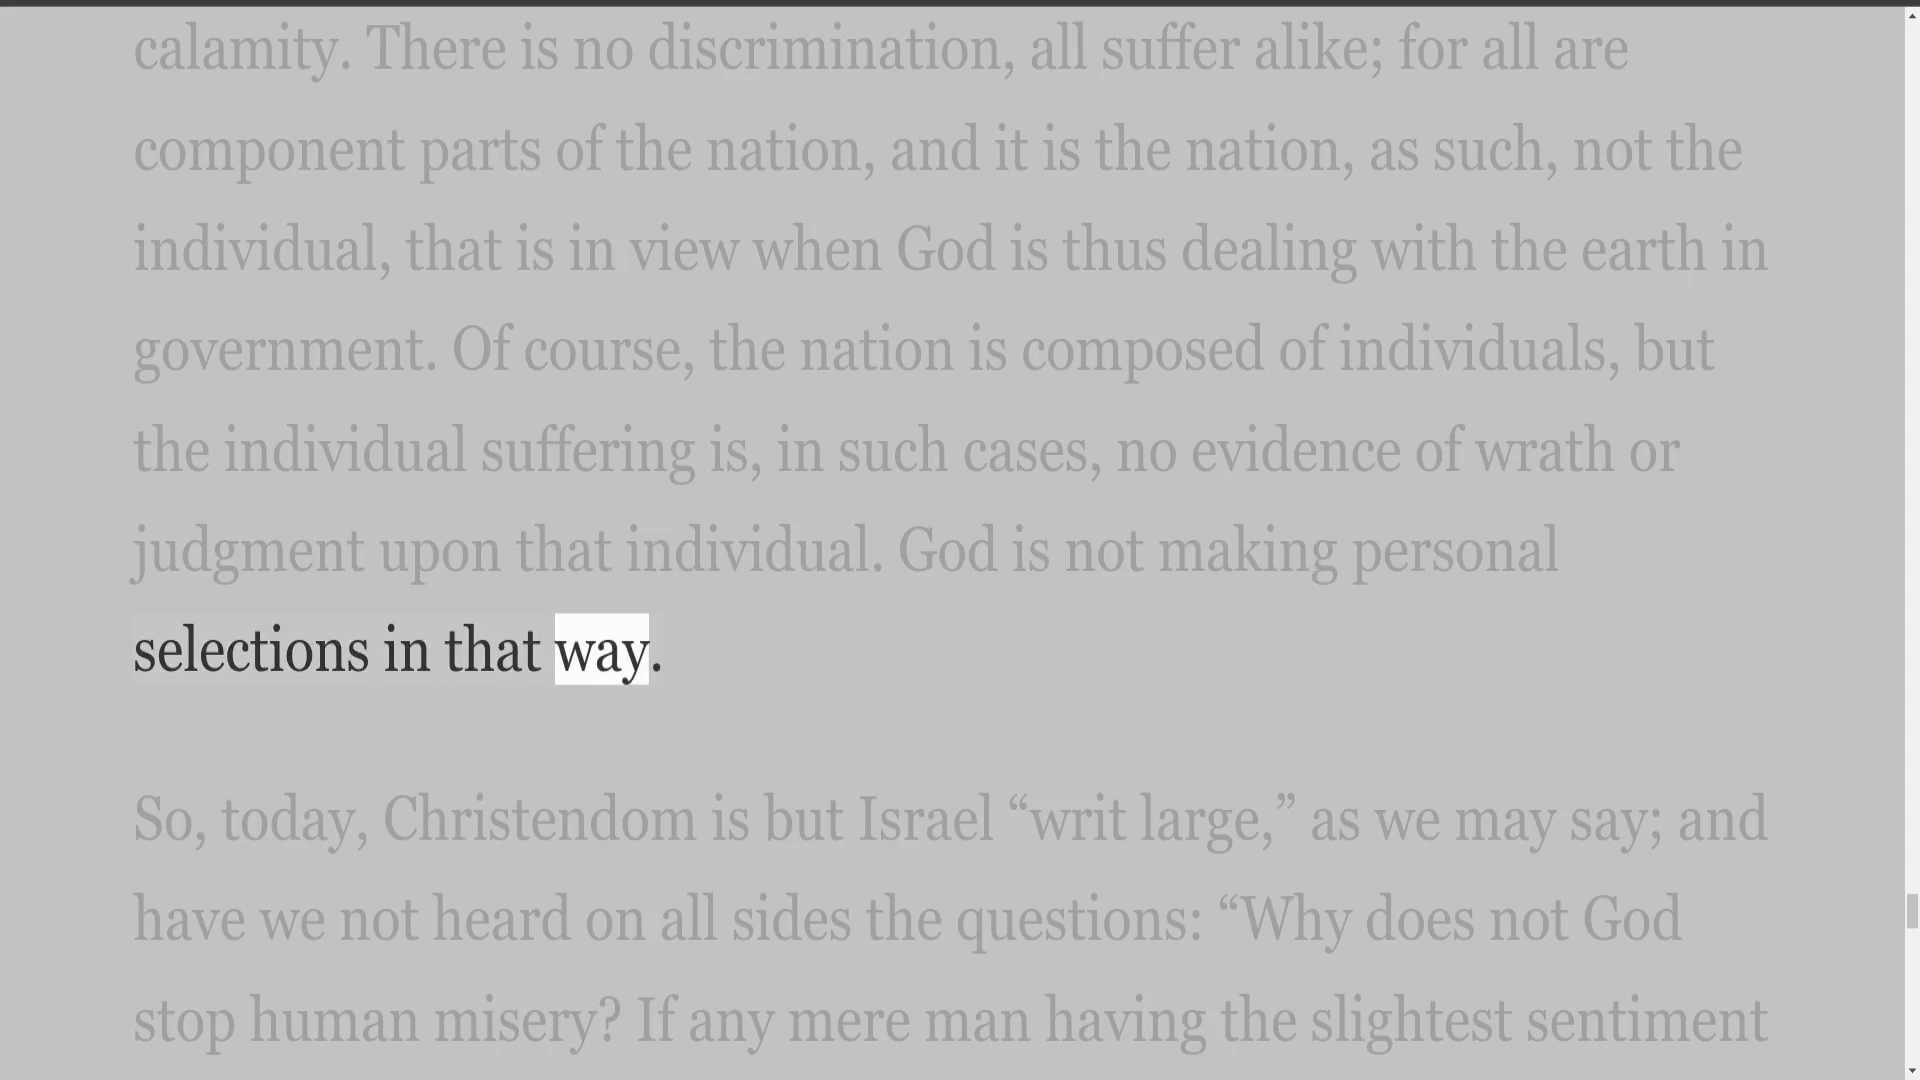 calamity. There is no discrimination, all suffer alike; for all are
component parts of the nation, and it is the nation, as such, not the
individual, that is in view when God is thus dealing with the earth in
government. Of course, the nation is composed of individuals, but
the individual suffering is, in such cases, no evidence of wrath or
judgment upon that individual. God is not making personal
selections in that way.
So, today, Christendom is but Israel “writ large,” as we may say; and
have we not heard on all sides the questions: “Why does not God
stop human misery? If any mere man having the slightest sentiment